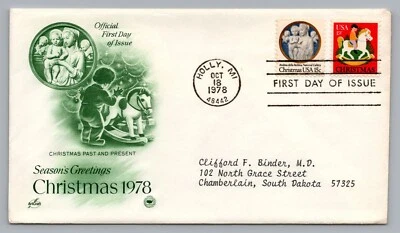 Official
First Day
of Issue
CHRISTMAS PAST AND PRESENT
Season's Greetings
Christmas 1978
HOLLY, MI
OCT
18
1978
48442
Christmas USA 15c
USA
15c
CHRISTMAS
FIRST DAY OF ISSUE
Clifford F. Binder, M.D.
102 North Grace Street
Chamberlain, South Dakota 57325